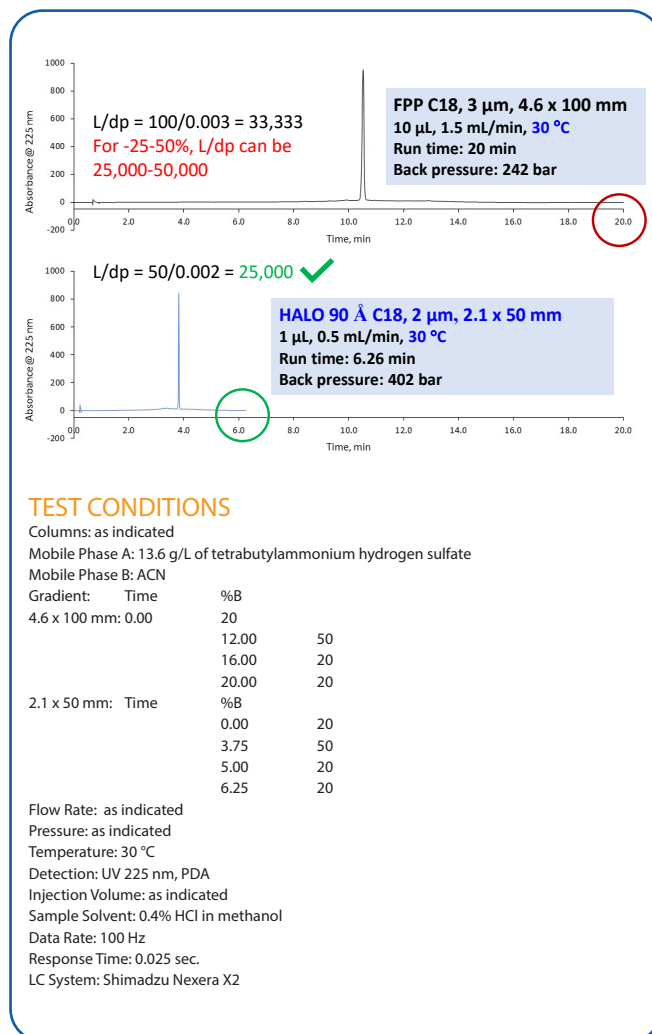 1000
800
600
400
200
0
-200
Absorbance @ 225 nm
L/dp = 100/0.003 = 33,333
For -25-50%, L/dp can be
25,000-50,000
FPP C18, 3 µm, 4.6 x 100 mm
10 µL, 1.5 mL/min, 30 °C
Run time: 20 min
Back pressure: 242 bar
0.0 2.0 4.0 6.0 8.0 10.0 12.0 14.0 16.0 18.0 20.0
Time, min
L/dp = 50/0.002 = 25,000
1000
800
600
400
200
0
-200
Absorbance @ 225 nm
HALO 90 Å C18, 2 µm, 2.1 x 50 mm
1 µL, 0.5 mL/min, 30 °C
Run time: 6.26 min
Back pressure: 402 bar
0.0 2.0 4.0 6.0 8.0 10.0 12.0 14.0 16.0 18.0 20.0
Time, min
TEST CONDITIONS
Columns: as indicated
Mobile Phase A: 13.6 g/L of tetrabutylammonium hydrogen sulfate
Mobile Phase B: ACN
Gradient: Time %B
4.6 x 100 mm: 0.00 20
12.00 50
16.00 20
20.00 20
2.1 x 50 mm: Time %B
0.00 20
3.75 50
5.00 20
6.25 20
Flow Rate: as indicated
Pressure: as indicated
Temperature: 30 °C
Detection: UV 225 nm, PDA
Injection Volume: as indicated
Sample Solvent: 0.4% HCl in methanol
Data Rate: 100 Hz
Response Time: 0.025 sec.
LC System: Shimadzu Nexera X2